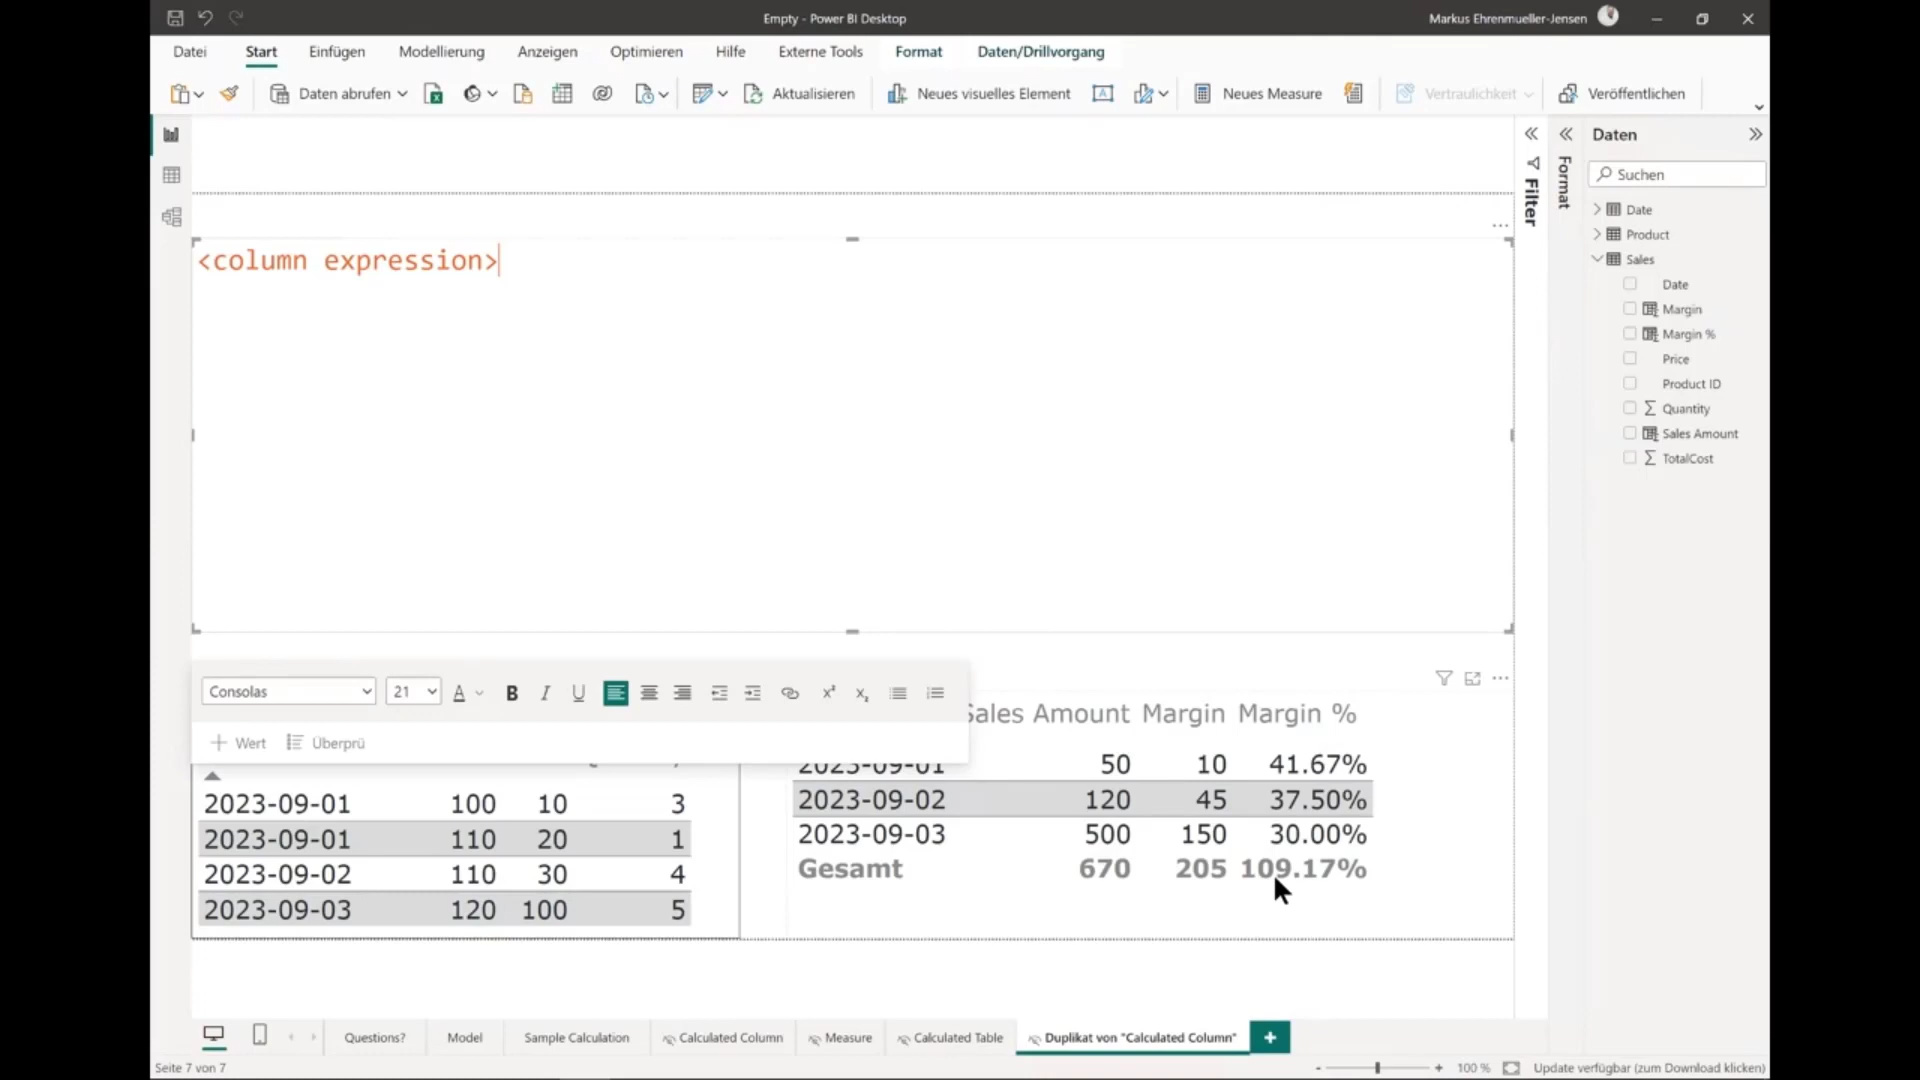 Empty - Power BI Desktop
Markus Ehrenmueller-Jensen
Datei Start Einfügen Modellierung Anzeigen Optimieren Hilfe Externe Tools Format Daten/Drillvorgang
Daten abrufen Aktualisieren Neues visuelles Element Neues Measure Vertraulichkeit Veröffentlichen
<column expression>
Filter
Format
Daten
Suchen
Date
Product
Sales
Date
Margin
Margin %
Price
Product ID
Quantity
Sales Amount
TotalCost
Consolas 21
Wert Überprü
Sales Amount Margin Margin %
2023-09-01 50 10 41.67%
2023-09-02 120 45 37.50%
2023-09-03 500 150 30.00%
Gesamt 670 205 109.17%
2023-09-01 100 10 3
2023-09-01 110 20 1
2023-09-02 110 30 4
2023-09-03 120 100 5
Questions? Model Sample Calculation Calculated Column Measure Calculated Table Duplikat von "Calculated Column"
Seite 7 von 7
- + 100 % Update verfügbar (zum Download klicken)